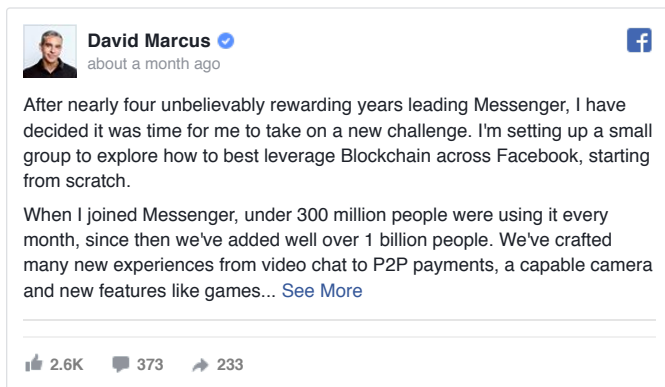 David Marcus
about a month ago
After nearly four unbelievably rewarding years leading Messenger, I have
decided it was time for me to take on a new challenge. I'm setting up a small
group to explore how to best leverage Blockchain across Facebook, starting
from scratch.
When I joined Messenger, under 300 million people were using it every
month, since then we've added well over 1 billion people. We've crafted
many new experiences from video chat to P2P payments, a capable camera
and new features like games... See More
2.6K 373 233